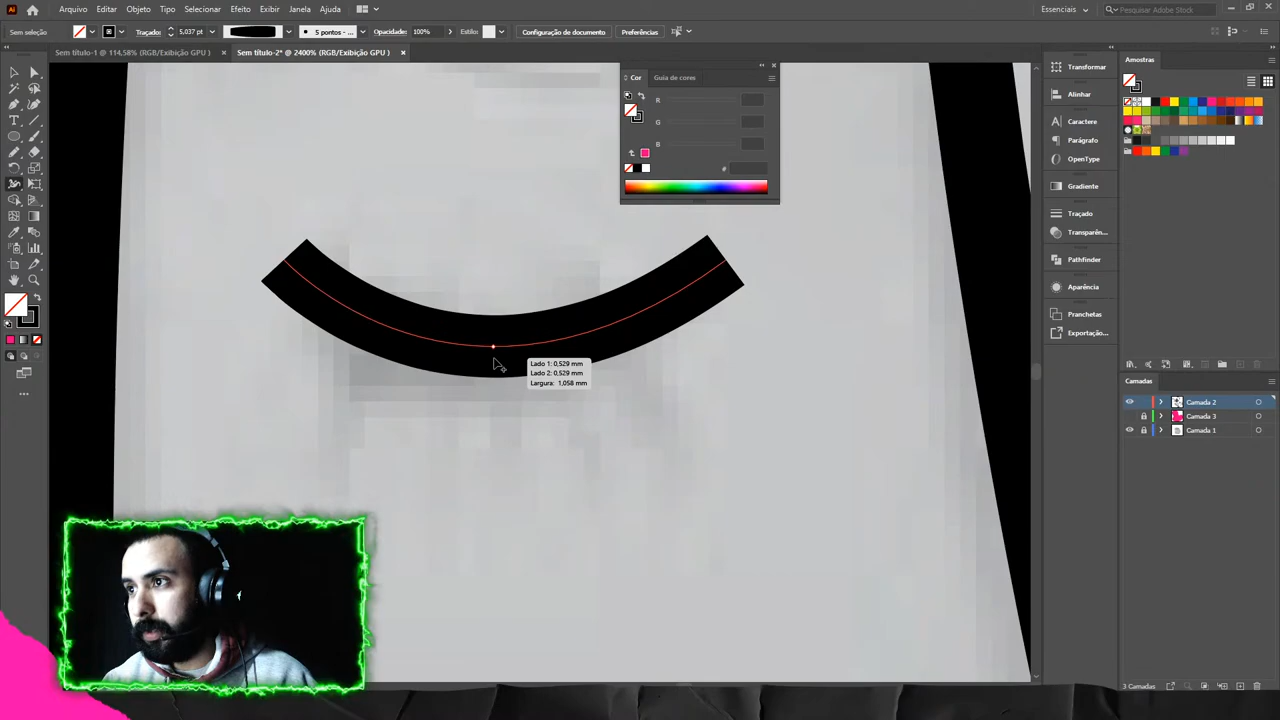 Ai
Arquivo Editar Objeto Tipo Selecionar Efeito Exibir Janela Ajuda
Essenciais
Pesquisar Adobe Stock
Sem seleção
Traçado: 5,037 pt
5 pontos - ...
Opacidade: 100%
Estilo:
Configuração de documento
Preferências
Sem título-1 @ 114,58% (RGB/Exibição GPU ) ×
Sem título-2* @ 2400% (RGB/Exibição GPU ) ×
Cor Guia de cores
R
G
B
#
Lado 1: 0,529 mm
Lado 2: 0,529 mm
Largura: 1,058 mm
Transformar
Alinhar
Caractere
Parágrafo
OpenType
Gradiente
Traçado
Transparên...
Pathfinder
Aparência
Pranchetas
Exportação...
Amostras
Camadas
Camada 2
Camada 3
Camada 1
3 Camadas